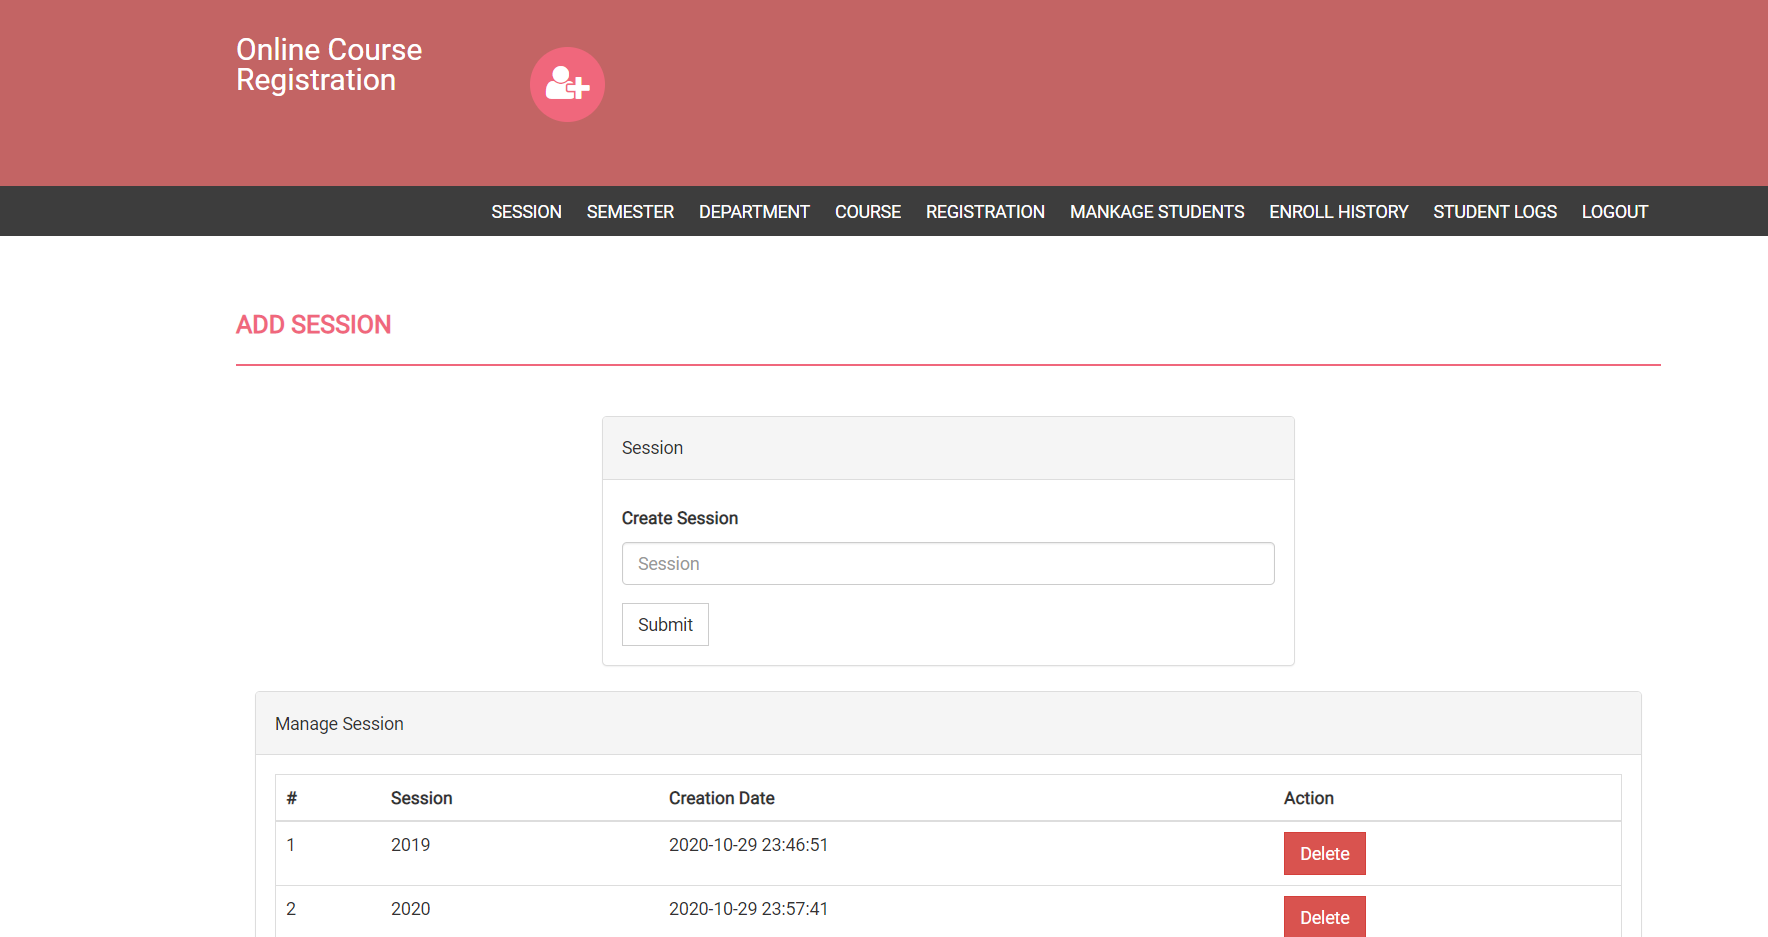 Online Course
Registration
SESSION SEMESTER DEPARTMENT COURSE REGISTRATION MANKAGE STUDENTS ENROLL HISTORY STUDENT LOGS LOGOUT
ADD SESSION
Session
Create Session
Session
Submit
Manage Session
# Session Creation Date Action
1 2019 2020-10-29 23:46:51 Delete
2 2020 2020-10-29 23:57:41 Delete